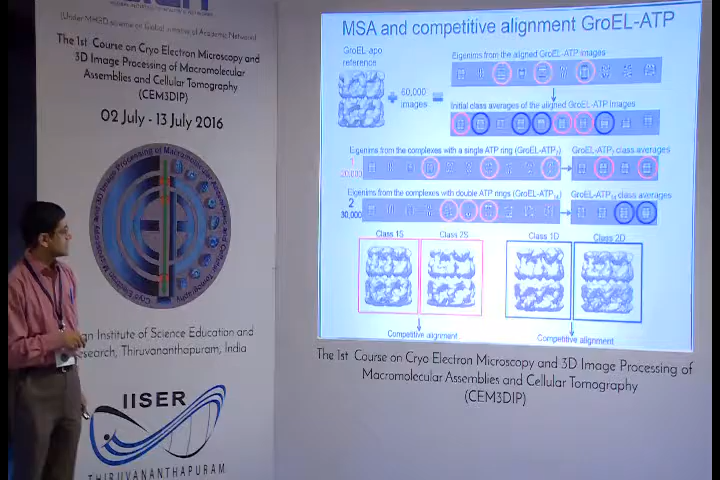 (Under MHRD scheme on Global Initiative of Academic Networks)
The 1st Course on Cryo Electron Microscopy and
3D Image Processing of Macromolecular
Assemblies and Cellular Tomography
(CEM3DIP)
02 July - 13 July 2016
Institute of Science Education and
Research, Thiruvananthapuram, India
IISER
THIRUVANANTHAPURAM
MSA and competitive alignment GroEL-ATP
GroEL-apo
reference
60,000
images
Eigenims from the aligned GroEL-ATP images
Initial class averages of the aligned GroEL-ATP images
Eigenims from the complexes with a single ATP ring (GroEL-ATP7)
GroEL-ATP7 class averages
1
20,000
Eigenims from the complexes with double ATP rings (GroEL-ATP14)
GroEL-ATP14 class averages
2
30,000
Class 1S
Class 2S
Class 1D
Class 2D
Competitive alignment
Competitive alignment
The 1st Course on Cryo Electron Microscopy and 3D Image Processing of
Macromolecular Assemblies and Cellular Tomography
(CEM3DIP)